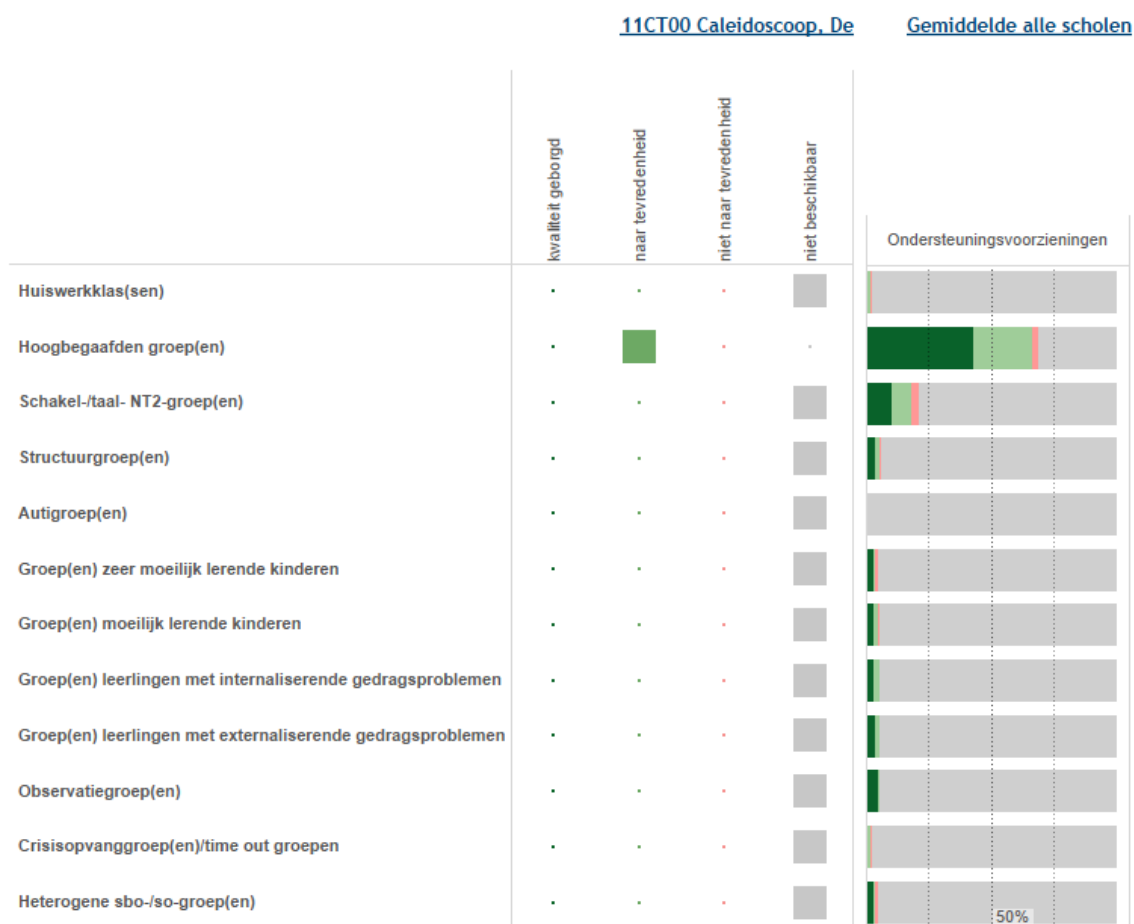 11CT00 Caleidoscoop, De
Gemiddelde alle scholen
kwaliteit geborgd
naar tevredenheid
niet naar tevredenheid
niet beschikbaar
Ondersteuningsvoorzieningen
Huiswerkklas(sen)
Hoogbegaafden groep(en)
Schakel-/taal- NT2-groep(en)
Structuurgroep(en)
Autigroep(en)
Groep(en) zeer moeilijk lerende kinderen
Groep(en) moeilijk lerende kinderen
Groep(en) leerlingen met internaliserende gedragsproblemen
Groep(en) leerlingen met externaliserende gedragsproblemen
Observatiegroep(en)
Crisisopvanggroep(en)/time out groepen
Heterogene sbo-/so-groep(en)
50%